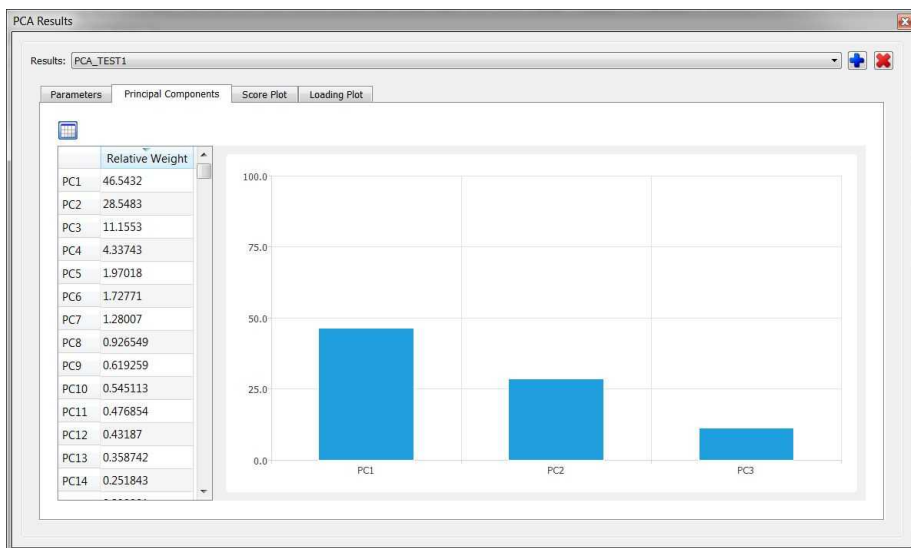 PCA Results
Results: PCA_TEST1
Parameters Principal Components Score Plot Loading Plot
Relative Weight
PC1 46.5432
PC2 28.5483
PC3 11.1553
PC4 4.33743
PC5 1.97018
PC6 1.72771
PC7 1.28007
PC8 0.926549
PC9 0.619259
PC10 0.545113
PC11 0.476854
PC12 0.43187
PC13 0.358742
PC14 0.251843
100.0
75.0
50.0
25.0
0.0
PC1 PC2 PC3